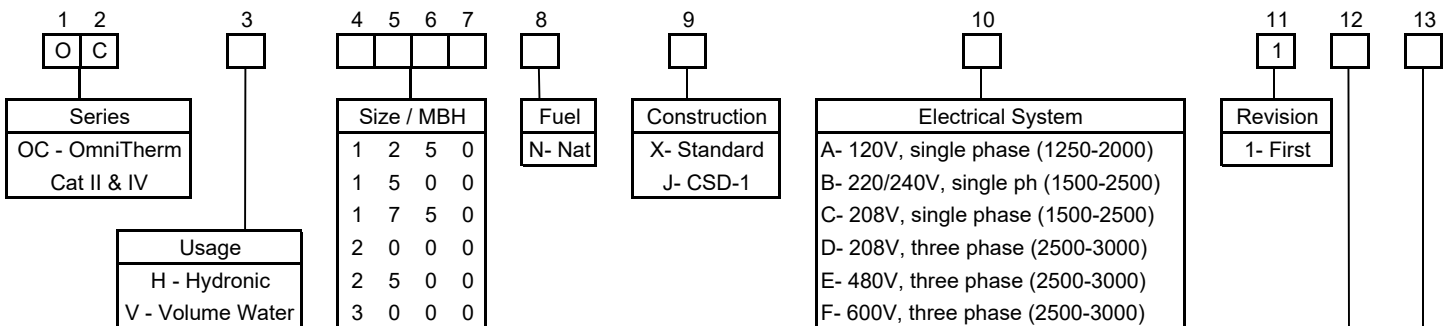 1 2 3 4 5 6 7 8 9 10 11 12 13
O C 1
Series
OC - OmniTherm
Cat II & IV
Usage
H - Hydronic
V - Volume Water
Size / MBH
1 2 5 0
1 5 0 0
1 7 5 0
2 0 0 0
2 5 0 0
3 0 0 0
Fuel
N- Nat
Construction
X- Standard
J- CSD-1
Electrical System
A- 120V, single phase (1250-2000)
B- 220/240V, single ph (1500-2500)
C- 208V, single phase (1500-2500)
D- 208V, three phase (2500-3000)
E- 480V, three phase (2500-3000)
F- 600V, three phase (2500-3000)
Revision
1- First